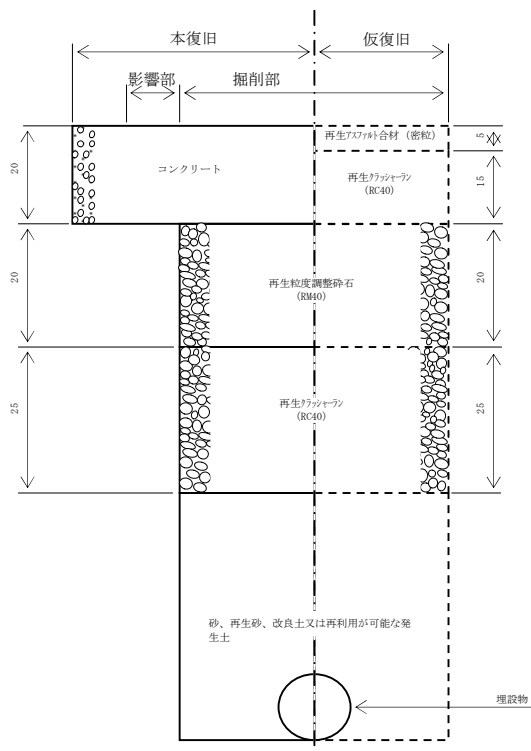 本復旧
仮復旧
影響部
掘削部
再生ｱｽﾌｧﾙﾄ合材（密粒）
5
20
コンクリート
再生ｸﾗｯｼｬｰﾗﾝ
(RC40)
15
20
再生粒度調整砕石
(RM40)
20
25
再生ｸﾗｯｼｬｰﾗﾝ
(RC40)
25
砂、再生砂、改良土又は再利用が可能な発
生土
埋設物